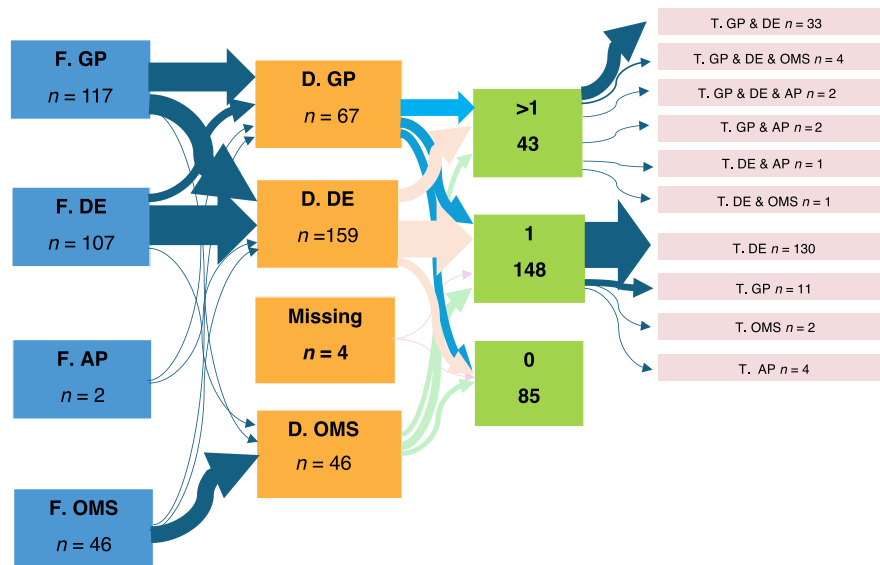 F. GP
n = 117
F. DE
n = 107
F. AP
n = 2
F. OMS
n = 46
D. GP
n = 67
D. DE
n =159
Missing
n = 4
D. OMS
n = 46
>1
43
1
148
0
85
T. GP & DE n = 33
T. GP & DE & OMS n = 4
T. GP & DE & AP n = 2
T. GP & AP n = 2
T. DE & AP n = 1
T. DE & OMS n = 1
T. DE n = 130
T. GP n = 11
T. OMS n = 2
T. AP n = 4